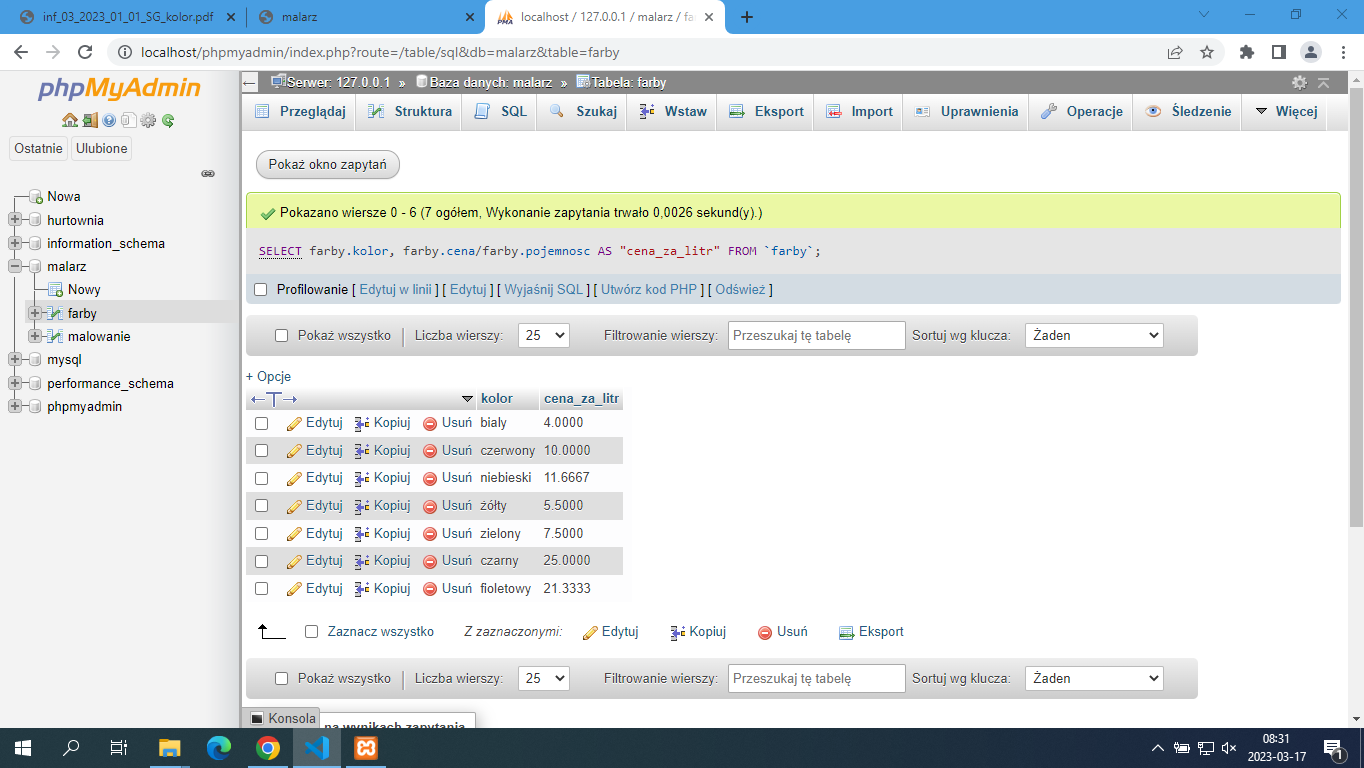 inf_03_2023_01_01_SG_kolor.pdf
malarz
localhost / 127.0.0.1 / malarz / fa
localhost/phpmyadmin/index.php?route=/table/sql&db=malarz&table=farby
phpMyAdmin
Serwer: 127.0.0.1 » Baza danych: malarz » Tabela: farby
Przeglądaj Struktura SQL Szukaj Wstaw Eksport Import Uprawnienia Operacje Śledzenie Więcej
Ostatnie Ulubione
Nowa
hurtownia
information_schema
malarz
Nowy
farby
malowanie
mysql
performance_schema
phpmyadmin
Pokaż okno zapytań
Pokazano wiersze 0 - 6 (7 ogółem, Wykonanie zapytania trwało 0,0026 sekund(y).)
SELECT farby.kolor, farby.cena/farby.pojemnosc AS "cena_za_litr" FROM `farby`;
Profilowanie [ Edytuj w linii ] [ Edytuj ] [ Wyjaśnij SQL ] [ Utwórz kod PHP ] [ Odśwież ]
Pokaż wszystko Liczba wierszy: 25 Filtrowanie wierszy: Przeszukaj tę tabelę Sortuj wg klucza: Żaden
+ Opcje
kolor cena_za_litr
Edytuj Kopiuj Usuń bialy 4.0000
Edytuj Kopiuj Usuń czerwony 10.0000
Edytuj Kopiuj Usuń niebieski 11.6667
Edytuj Kopiuj Usuń żółty 5.5000
Edytuj Kopiuj Usuń zielony 7.5000
Edytuj Kopiuj Usuń czarny 25.0000
Edytuj Kopiuj Usuń fioletowy 21.3333
Zaznacz wszystko Z zaznaczonymi: Edytuj Kopiuj Usuń Eksport
Pokaż wszystko Liczba wierszy: 25 Filtrowanie wierszy: Przeszukaj tę tabelę Sortuj wg klucza: Żaden
Konsola na wynikach zapytania
08:31
2023-03-17
1